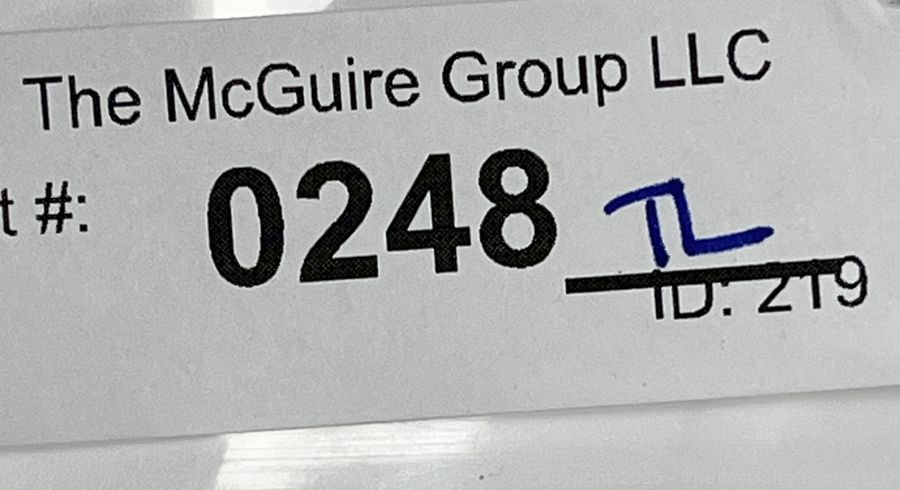 The McGuire Group LLC
t #: 0248 TL
ID: 219